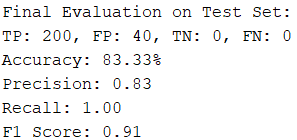 Final Evaluation on Test Set:
TP: 200, FP: 40, TN: 0, FN: 0
Accuracy: 83.33%
Precision: 0.83
Recall: 1.00
F1 Score: 0.91